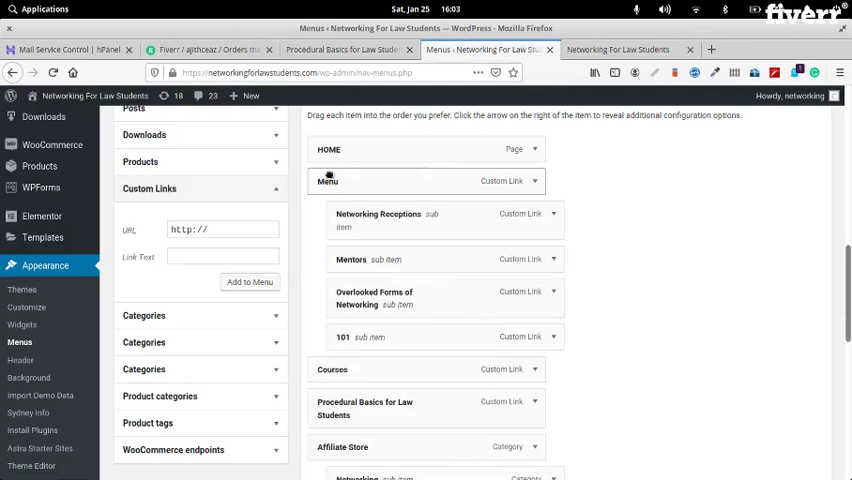 Applications
Sat, Jan 25
16:03
fiverr
Menus ‹ Networking For Law Students — WordPress - Mozilla Firefox
Mail Service Control | hPanel
Fiverr / ajithceaz / Orders ma
Procedural Basics for Law Studen
Menus ‹ Networking For Law Stu
Networking For Law Students
https://networkingforlawstudents.com/wp-admin/nav-menus.php
Networking For Law Students
18
23
New
Howdy, networking
Downloads
WooCommerce
Products
WPForms
Elementor
Templates
Appearance
Themes
Customize
Widgets
Menus
Header
Background
Import Demo Data
Sydney Info
Install Plugins
Astra Starter Sites
Theme Editor
Posts
Downloads
Products
Custom Links
URL
http://
Link Text
Add to Menu
Categories
Categories
Categories
Product categories
Product tags
WooCommerce endpoints
Drag each item into the order you prefer. Click the arrow on the right of the item to reveal additional configuration options.
HOME
Page
Menu
Custom Link
Networking Receptions sub
item
Custom Link
Mentors sub item
Custom Link
Overlooked Forms of
Networking sub item
Custom Link
101 sub item
Custom Link
Courses
Custom Link
Procedural Basics for Law
Students
Custom Link
Affiliate Store
Category
Networking sub item
Category